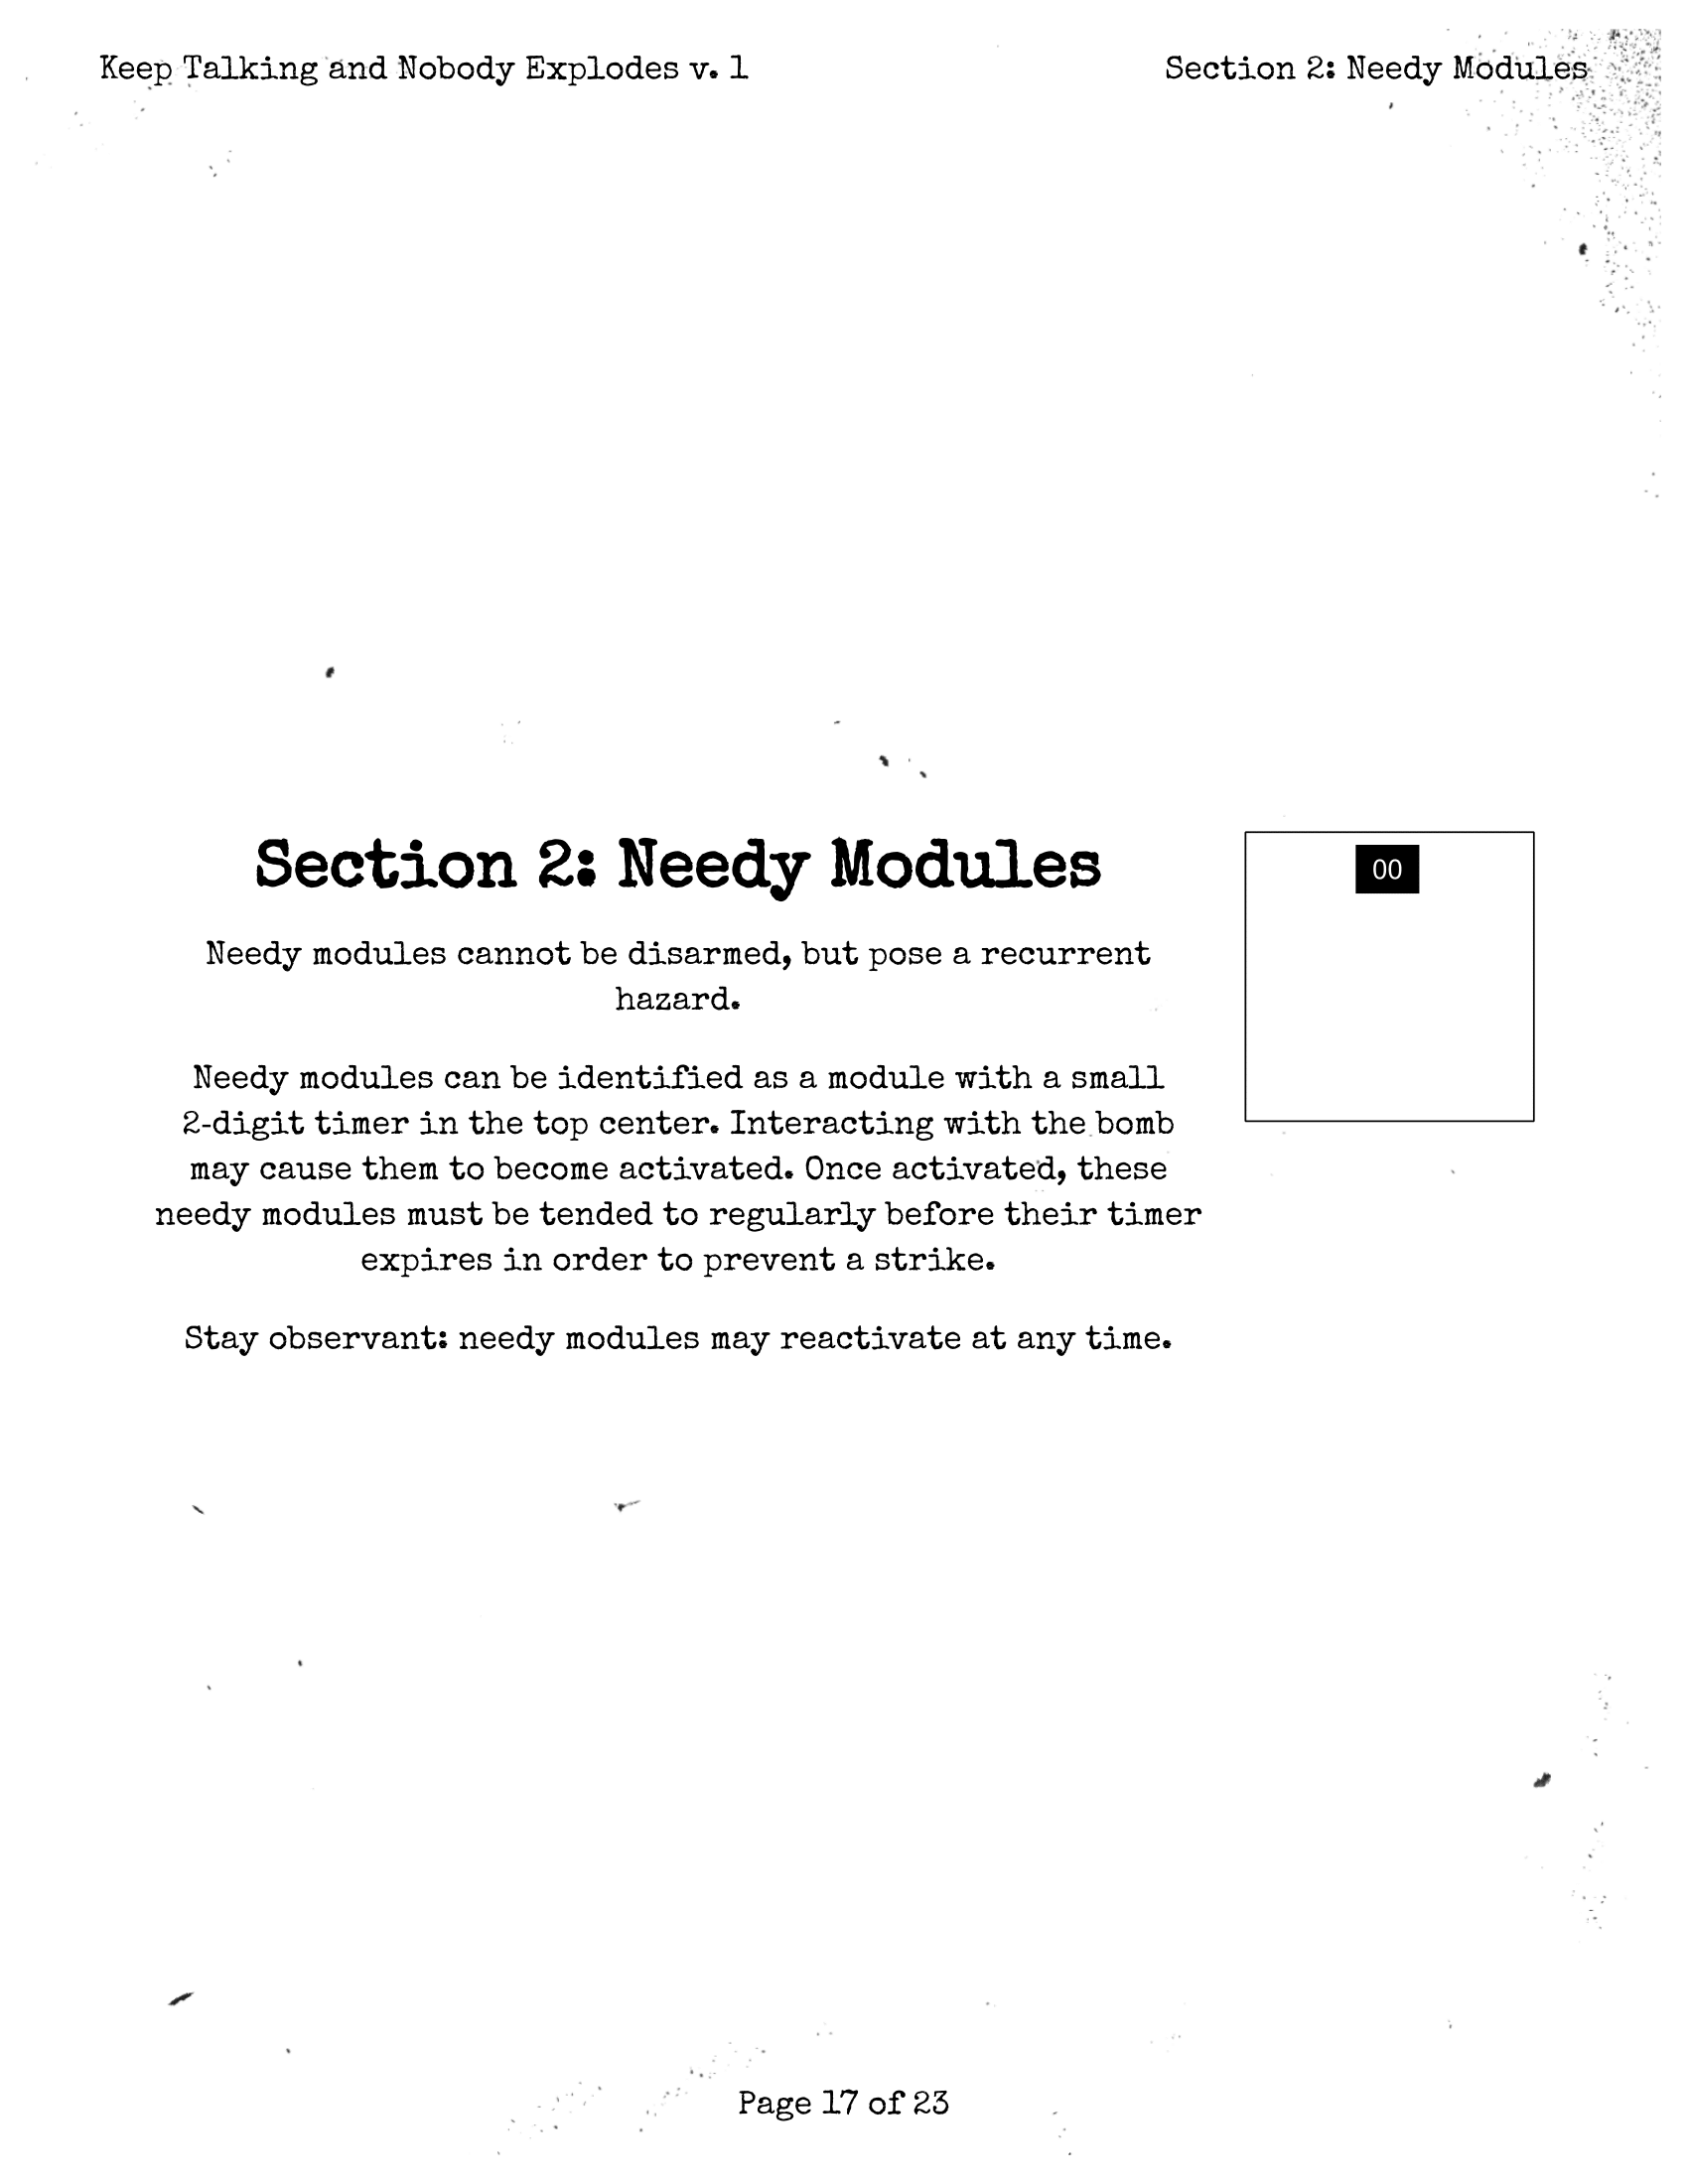 Keep Talking and Nobody Explodes v. 1
Section 2: Needy Modules
Section 2: Needy Modules
00
Needy modules cannot be disarmed, but pose a recurrent
hazard.
Needy modules can be identified as a module with a small
2-digit timer in the top center. Interacting with the bomb
may cause them to become activated. Once activated, these
needy modules must be tended to regularly before their timer
expires in order to prevent a strike.
Stay observant: needy modules may reactivate at any time.
Page 17 of 23